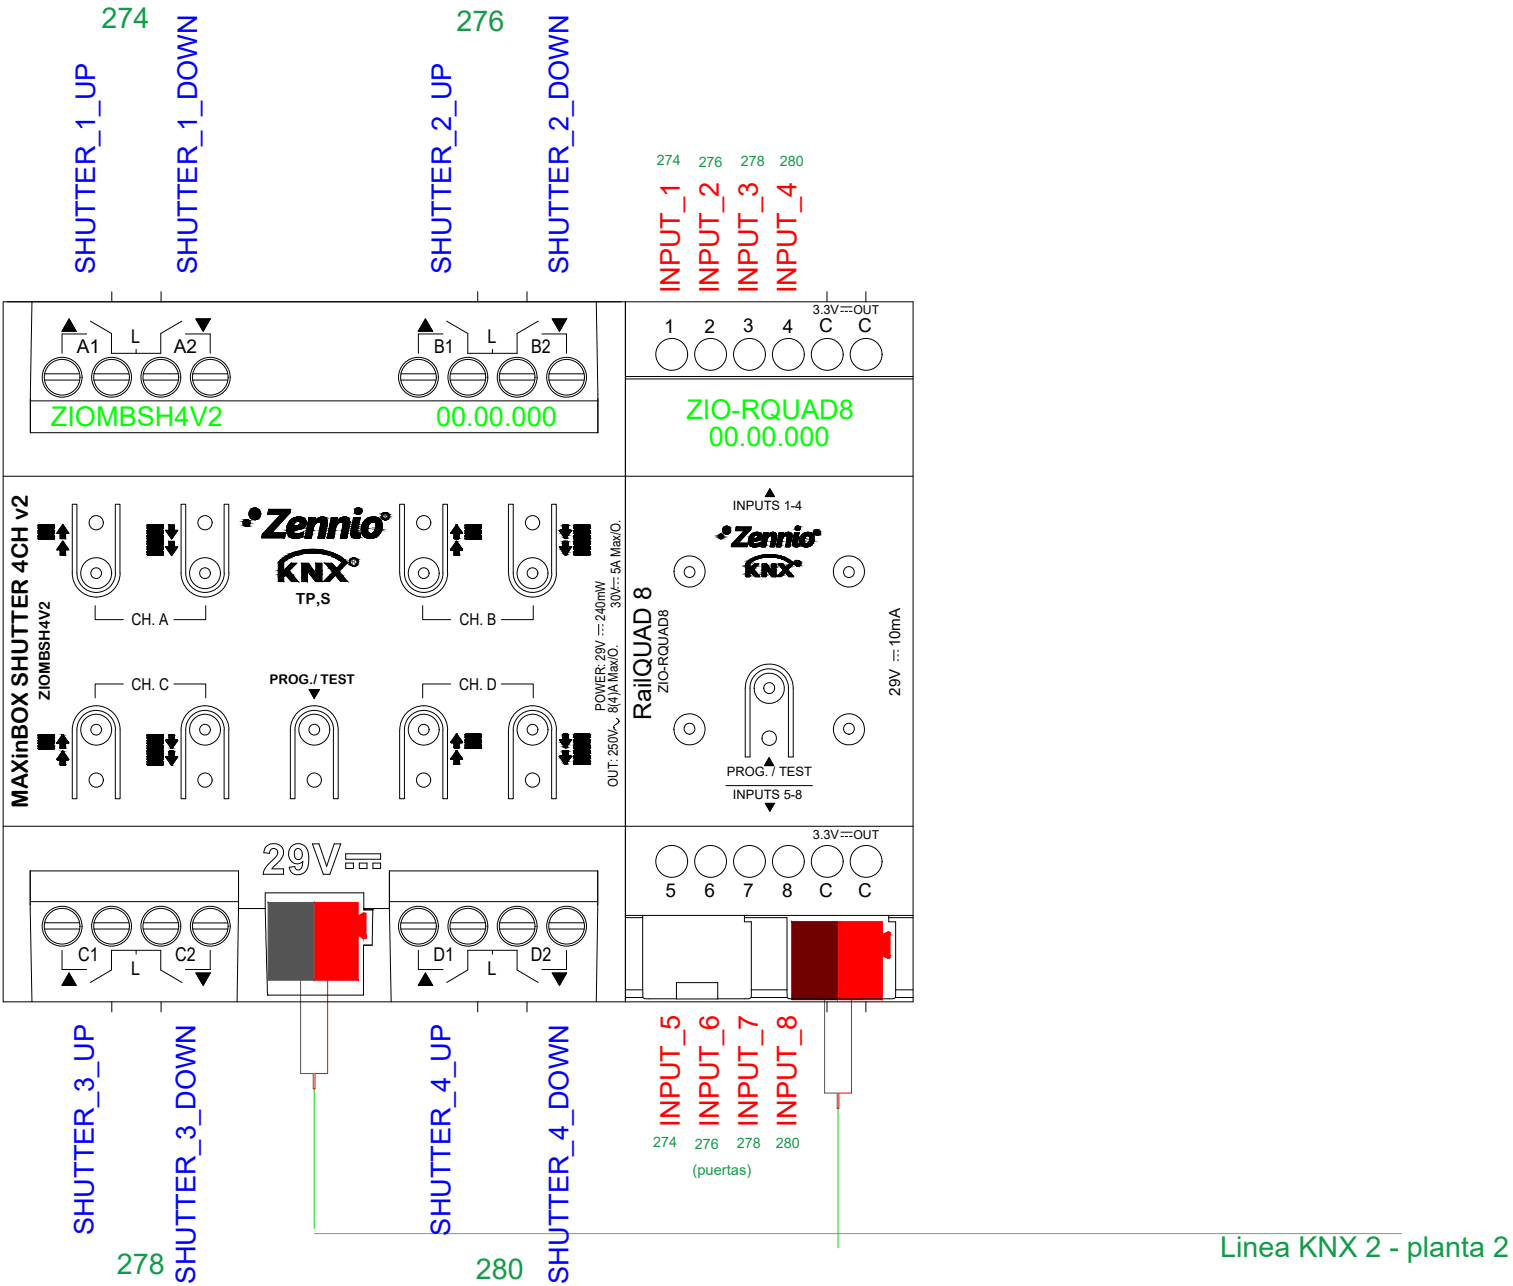 274
276
SHUTTER_1_UP
SHUTTER_1_DOWN
SHUTTER_2_UP
SHUTTER_2_DOWN
274 276 278 280
INPUT_1
INPUT_2
INPUT_3
INPUT_4
3.3V OUT
1 2 3 4 C C
A1 L A2
B1 L B2
ZIOMBSH4V2 00.00.000
ZIO-RQUAD8
00.00.000
MAXinBOX SHUTTER 4CH v2
ZIOMBSH4V2
Zennio
KNX
TP,S
CH. A
CH. B
CH. C
PROG./ TEST
CH. D
POWER: 29V 240mW
OUT: 250V 8(4)A Max/O. 30V 5A Max/O.
RailQUAD 8
ZIO-RQUAD8
INPUTS 1-4
Zennio
KNX
29V 10mA
PROG. / TEST
INPUTS 5-8
29V
3.3V OUT
5 6 7 8 C C
C1 L C2
D1 L D2
SHUTTER_3_UP
SHUTTER_3_DOWN
SHUTTER_4_UP
SHUTTER_4_DOWN
INPUT_5
INPUT_6
INPUT_7
INPUT_8
274 276 278 280
(puertas)
278
280
Linea KNX 2 - planta 2